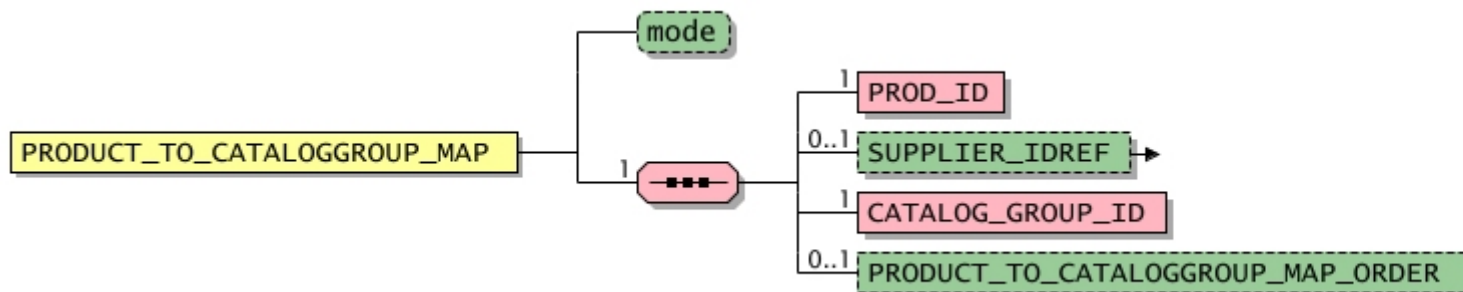 mode
1
PROD_ID
PRODUCT_TO_CATALOGGROUP_MAP
0..1
SUPPLIER_IDREF
1
1
CATALOG_GROUP_ID
0..1
PRODUCT_TO_CATALOGGROUP_MAP_ORDER